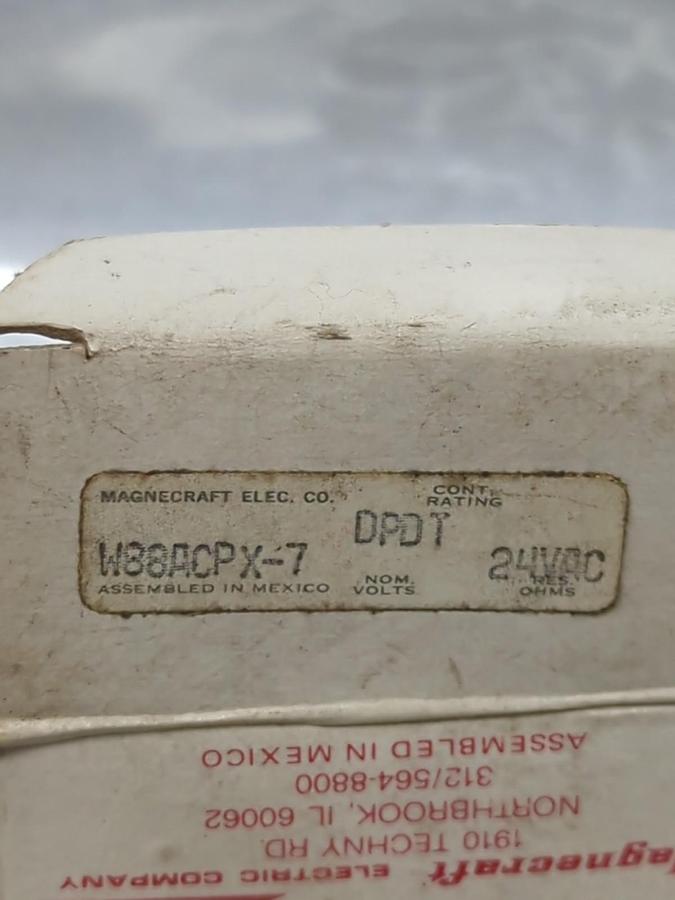 MAGNECRAFT ELEC. CO. CONT.
RATING
DPDT
W88ACPX-7 24VAC
ASSEMBLED IN MEXICO NOM.
VOLTS RES.
OHMS
Magnecraft ELECTRIC COMPANY
1910 TECHNY RD.
NORTHBROOK, IL 60062
312/564-8800
ASSEMBLED IN MEXICO